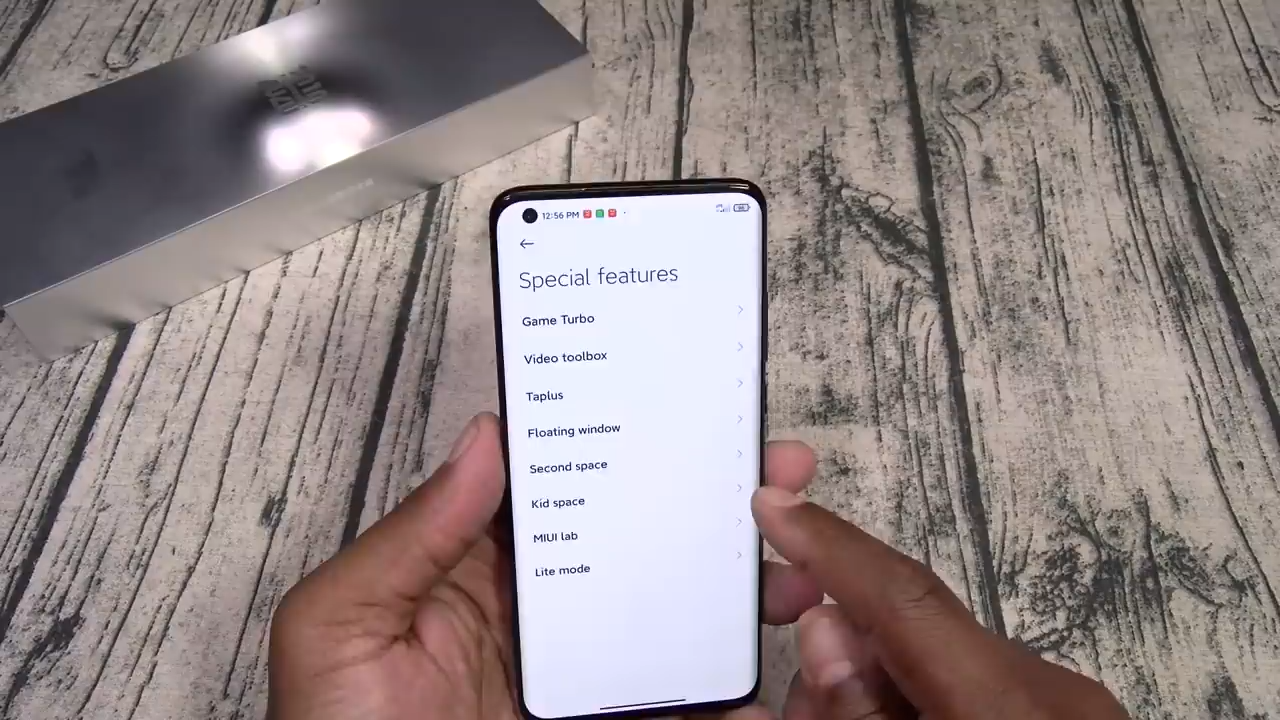 12:56 PM
Special features
Game Turbo
Video toolbox
Taplus
Floating window
Second space
Kid space
MIUI lab
Lite mode